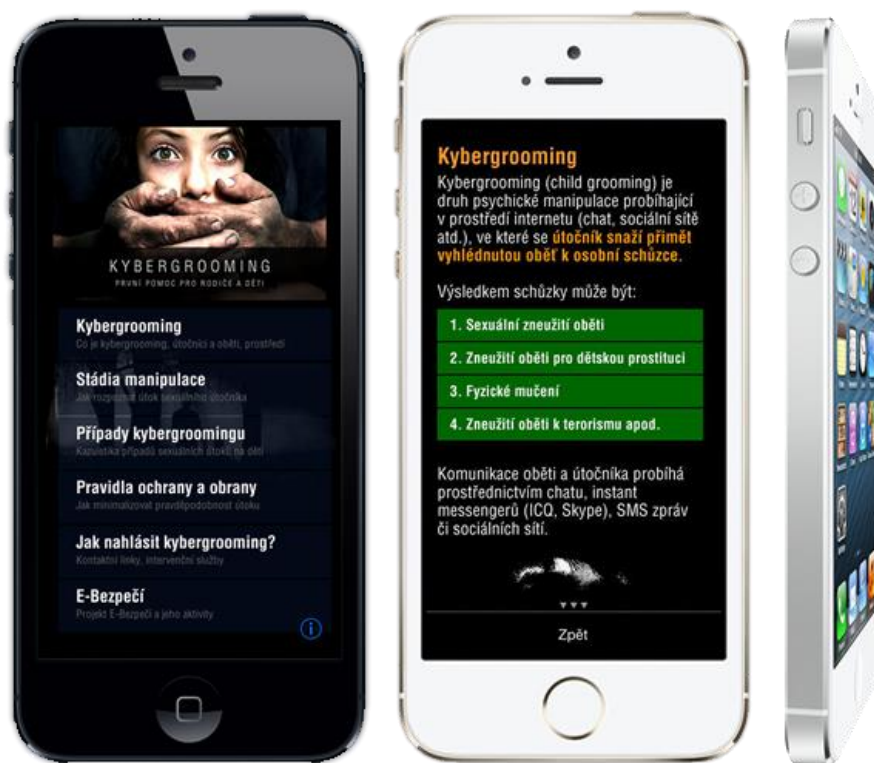 KYBERGROOMING
PRVNÍ POMOC PRO RODIČE A DĚTI
Kybergrooming
Co je kybergrooming, útočníci a oběti, prostředí
Stádia manipulace
Jak rozpoznat útok sexuálního útočníka
Případy kybergroomingu
Kazuistika případů sexuálních útoků na děti
Pravidla ochrany a obrany
Jak minimalizovat pravděpodobnost útoku
Jak nahlásit kybergrooming?
Kontaktní linky, intervenční služby
E-Bezpečí
Projekt E-Bezpečí a jeho aktivity
Kybergrooming
Kybergrooming (child grooming) je
druh psychické manipulace probíhající
v prostředí internetu (chat, sociální sítě
atd.), ve které se útočník snaží přimět
vyhlédnutou oběť k osobní schůzce.
Výsledkem schůzky může být:
1. Sexuální zneužití oběti
2. Zneužití oběti pro dětskou prostituci
3. Fyzické mučení
4. Zneužití oběti k terorismu apod.
Komunikace oběti a útočníka probíhá
prostřednictvím chatu, instant
messengerů (ICQ, Skype), SMS zpráv
či sociálních sítí.
Zpět